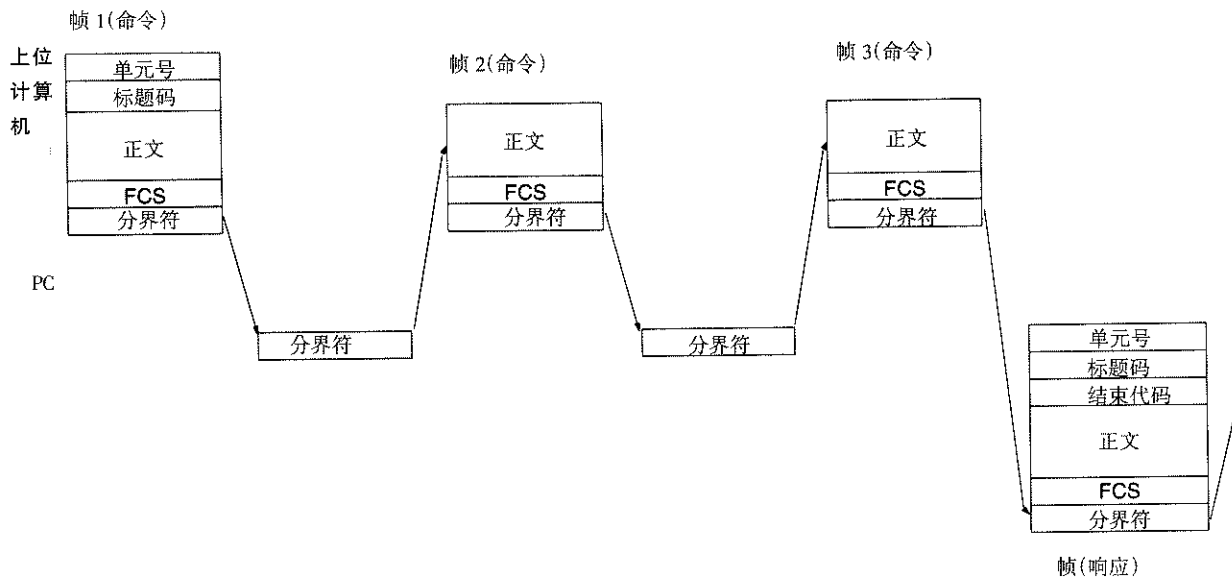 帧 1(命令)
上位
计算
机
单元号
标题码
正文
FCS
分界符
帧 2(命令)
正文
FCS
分界符
帧 3(命令)
正文
FCS
分界符
PC
分界符
分界符
单元号
标题码
结束代码
正文
FCS
分界符
帧(响应)